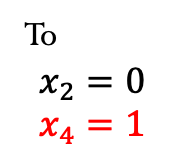 To
x₂ = 0
x₄ = 1